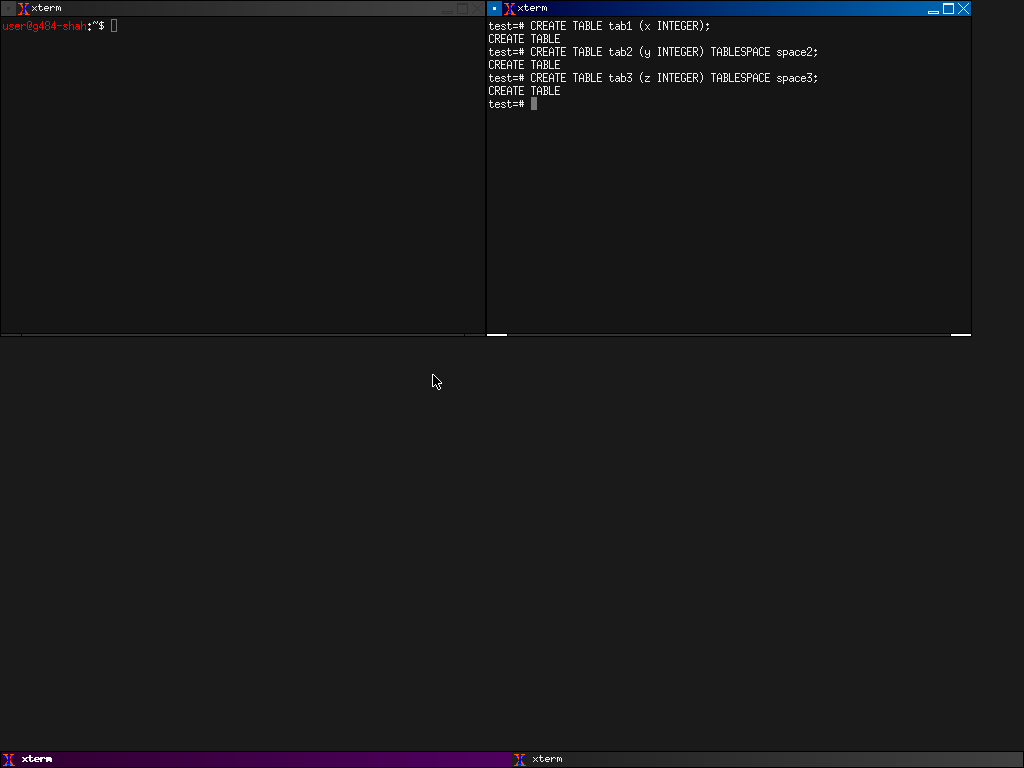 xterm
user@g484-shah:~$
xterm
test=# CREATE TABLE tab1 (x INTEGER);
CREATE TABLE
test=# CREATE TABLE tab2 (y INTEGER) TABLESPACE space2;
CREATE TABLE
test=# CREATE TABLE tab3 (z INTEGER) TABLESPACE space3;
CREATE TABLE
test=#
xterm
xterm